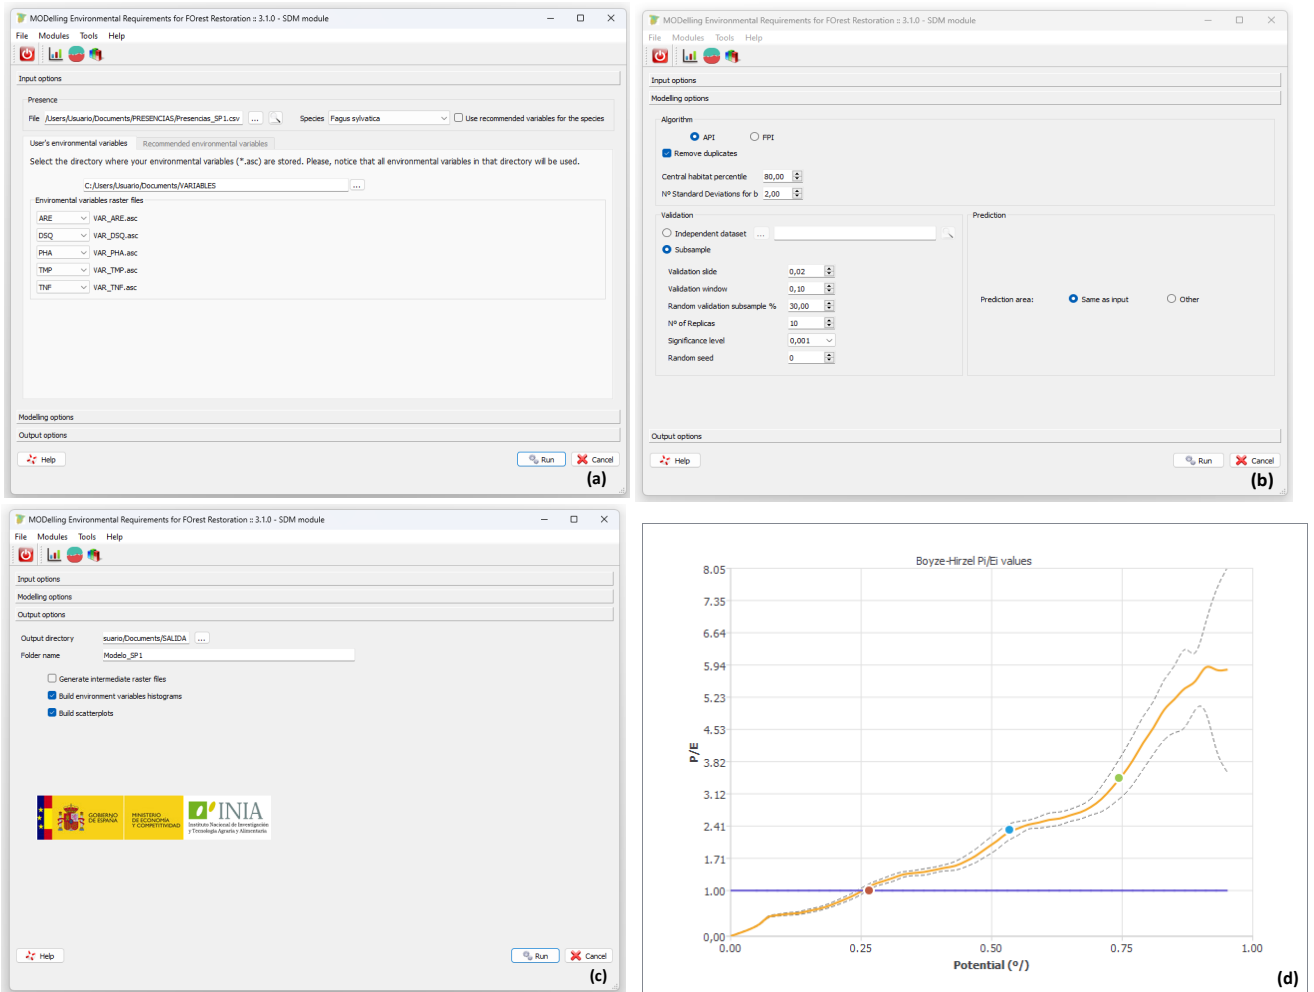 MODelling Environmental Requirements for FOrest Restoration :: 3.1.0 - SDM module
File Modules Tools Help
Input options
Presence
File /Users/Usuario/Documents/PRESENCIAS/Presencias_SP1.csv ... Species Fagus sylvatica Use recommended variables for the species
User's environmental variables Recommended environmental variables
Select the directory where your environmental variables (*.asc) are stored. Please, notice that all environmental variables in that directory will be used.
C:/Users/Usuario/Documents/VARIABLES ...
Enviromental variables raster files
ARE VAR_ARE.asc
DSQ VAR_DSQ.asc
PHA VAR_PHA.asc
TMP VAR_TMP.asc
TNF VAR_TNF.asc
Modelling options
Output options
Help Run Cancel
(a)
MODelling Environmental Requirements for FOrest Restoration :: 3.1.0 - SDM module
File Modules Tools Help
Input options
Modelling options
Algorithm
API FPI
Remove duplicates
Central habitat percentile 80,00
Nº Standard Deviations for b 2,00
Validation
Independent dataset ...
Subsample
Validation slide 0,02
Validation window 0,10
Random validation subsample % 30,00
Nº of Replicas 10
Significance level 0,001
Random seed 0
Prediction
Prediction area: Same as input Other
Output options
Help Run Cancel
(b)
MODelling Environmental Requirements for FOrest Restoration :: 3.1.0 - SDM module
File Modules Tools Help
Input options
Modelling options
Output options
Output directory suario/Documents/SALIDA ...
Folder name Modelo_SP1
Generate intermediate raster files
Build environment variables histograms
Build scatterplots
GOBIERNO DE ESPAÑA
MINISTERIO DE ECONOMÍA Y COMPETITIVIDAD
INIA
Instituto Nacional de Investigación y Tecnología Agraria y Alimentaria
Help Run Cancel
(c)
Boyze-Hirzel Pi/Ei values
8.05
7.35
6.64
5.94
5.23
4.53
3.82
3.12
2.41
1.71
1.00
0,00
P/E
0.00 0.25 0.50 0.75 1.00
Potential (º/)
(d)